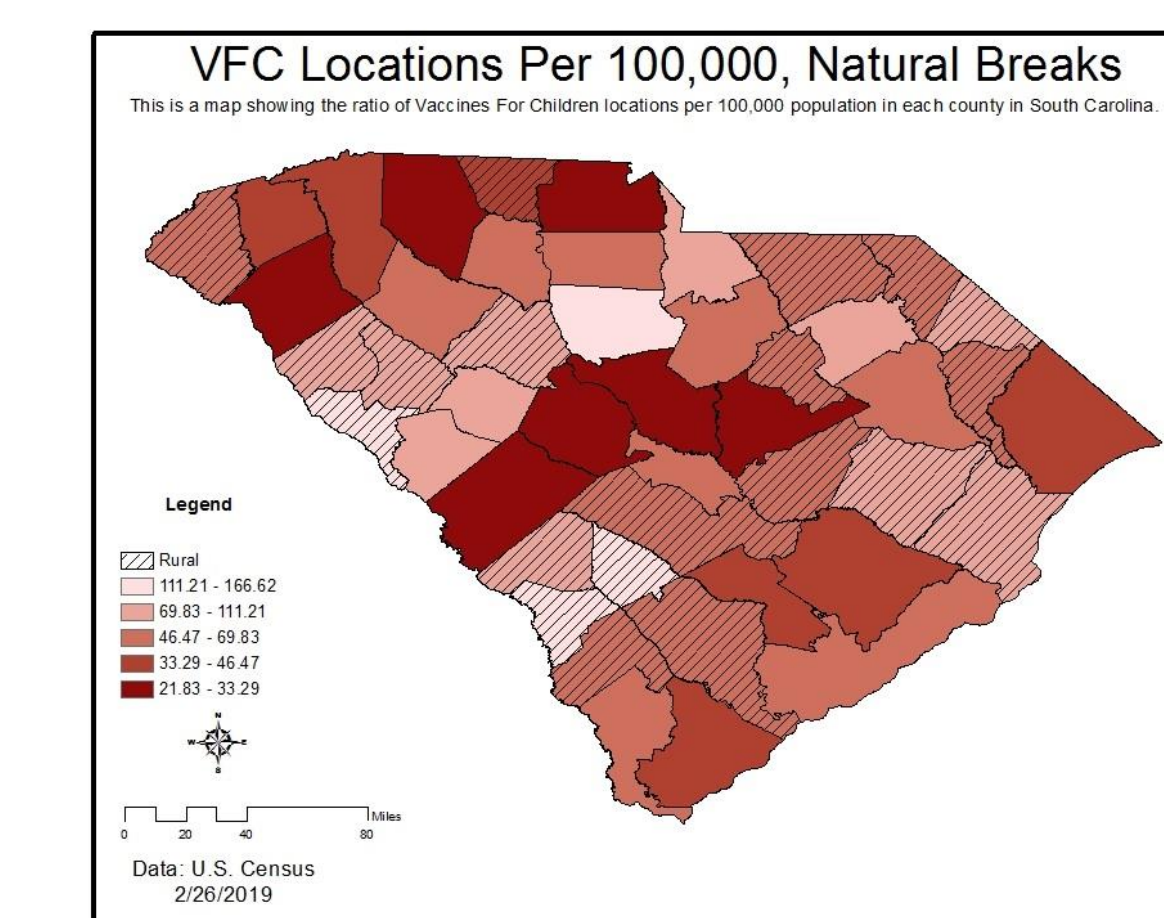 VFC Locations Per 100,000, Natural Breaks
This is a map showing the ratio of Vaccines For Children locations per 100,000 population in each county in South Carolina.
Legend
Rural
111.21 - 166.62
69.83 - 111.21
46.47 - 69.83
33.29 - 46.47
21.83 - 33.29
N
W E
S
Miles
0 20 40 80
Data: U.S. Census
2/26/2019